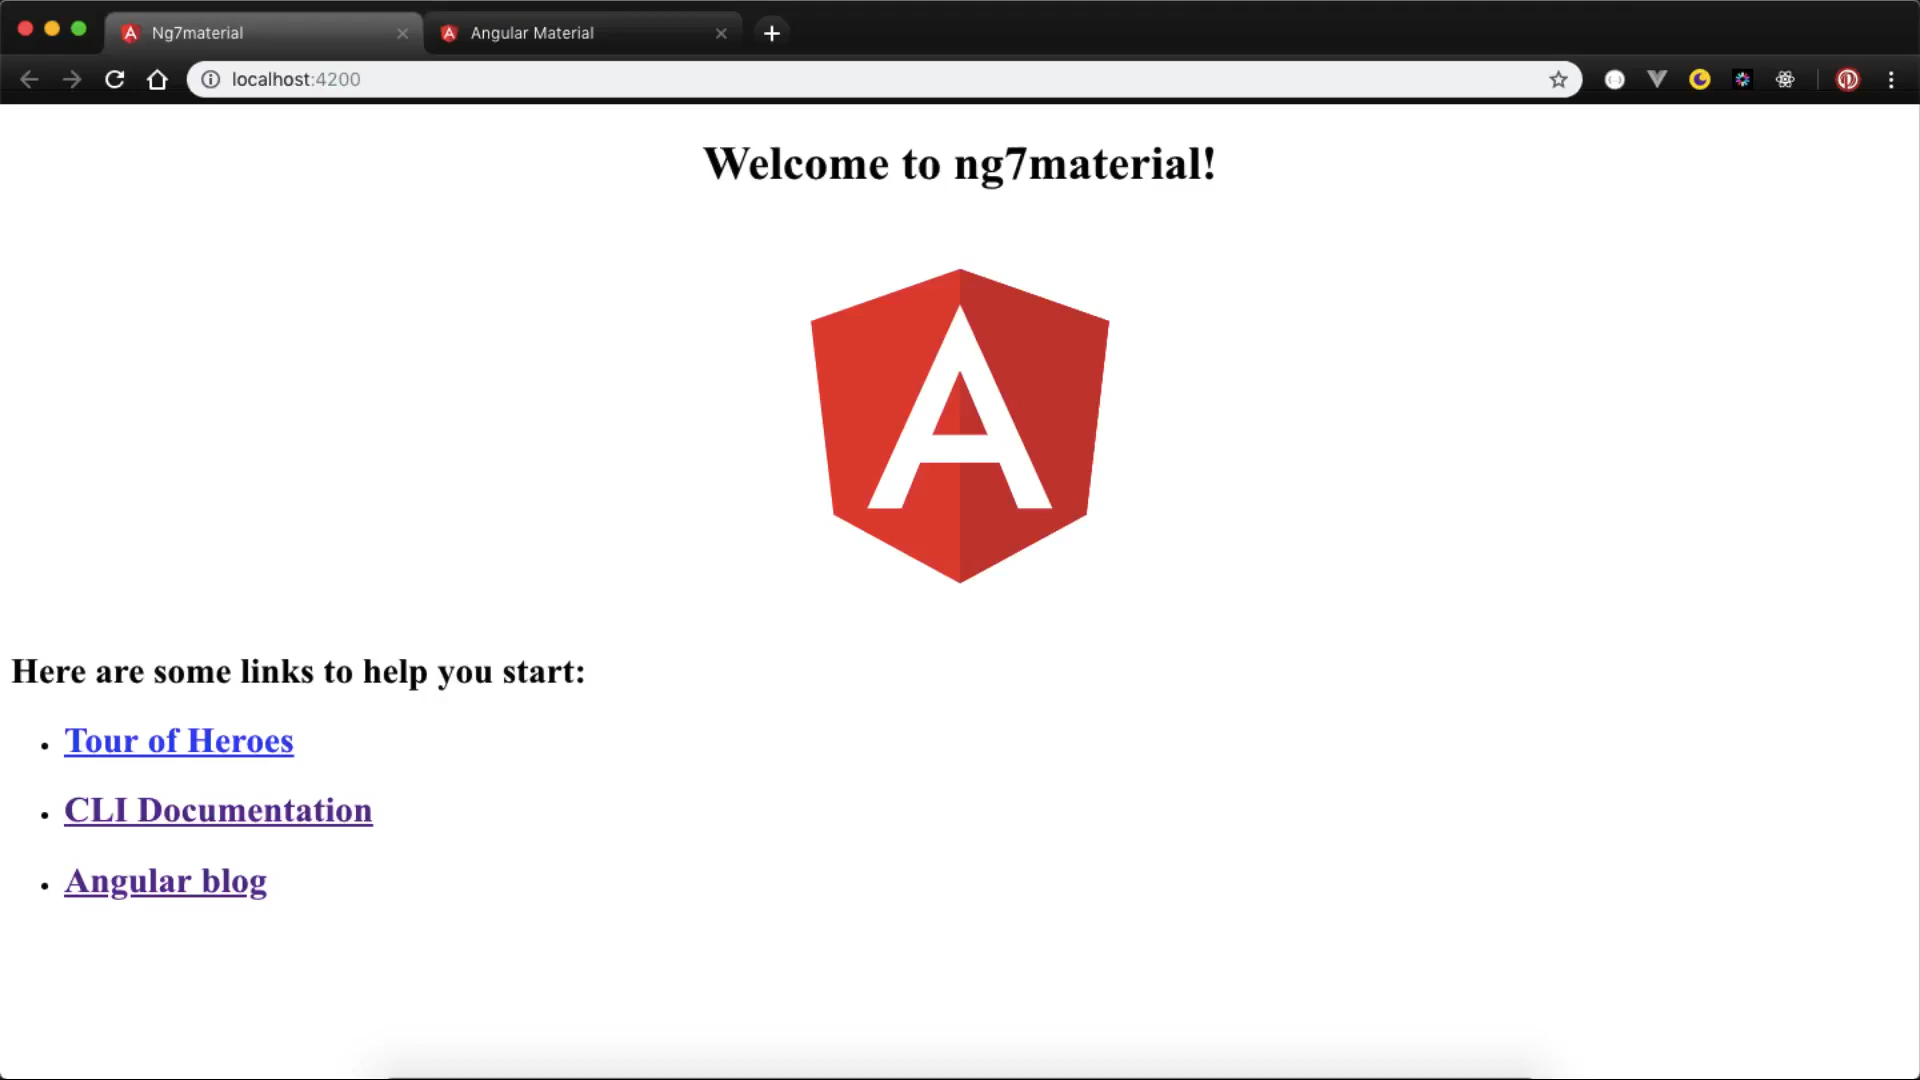 Ng7material
Angular Material
localhost:4200
Welcome to ng7material!
A
Here are some links to help you start:
Tour of Heroes
CLI Documentation
Angular blog